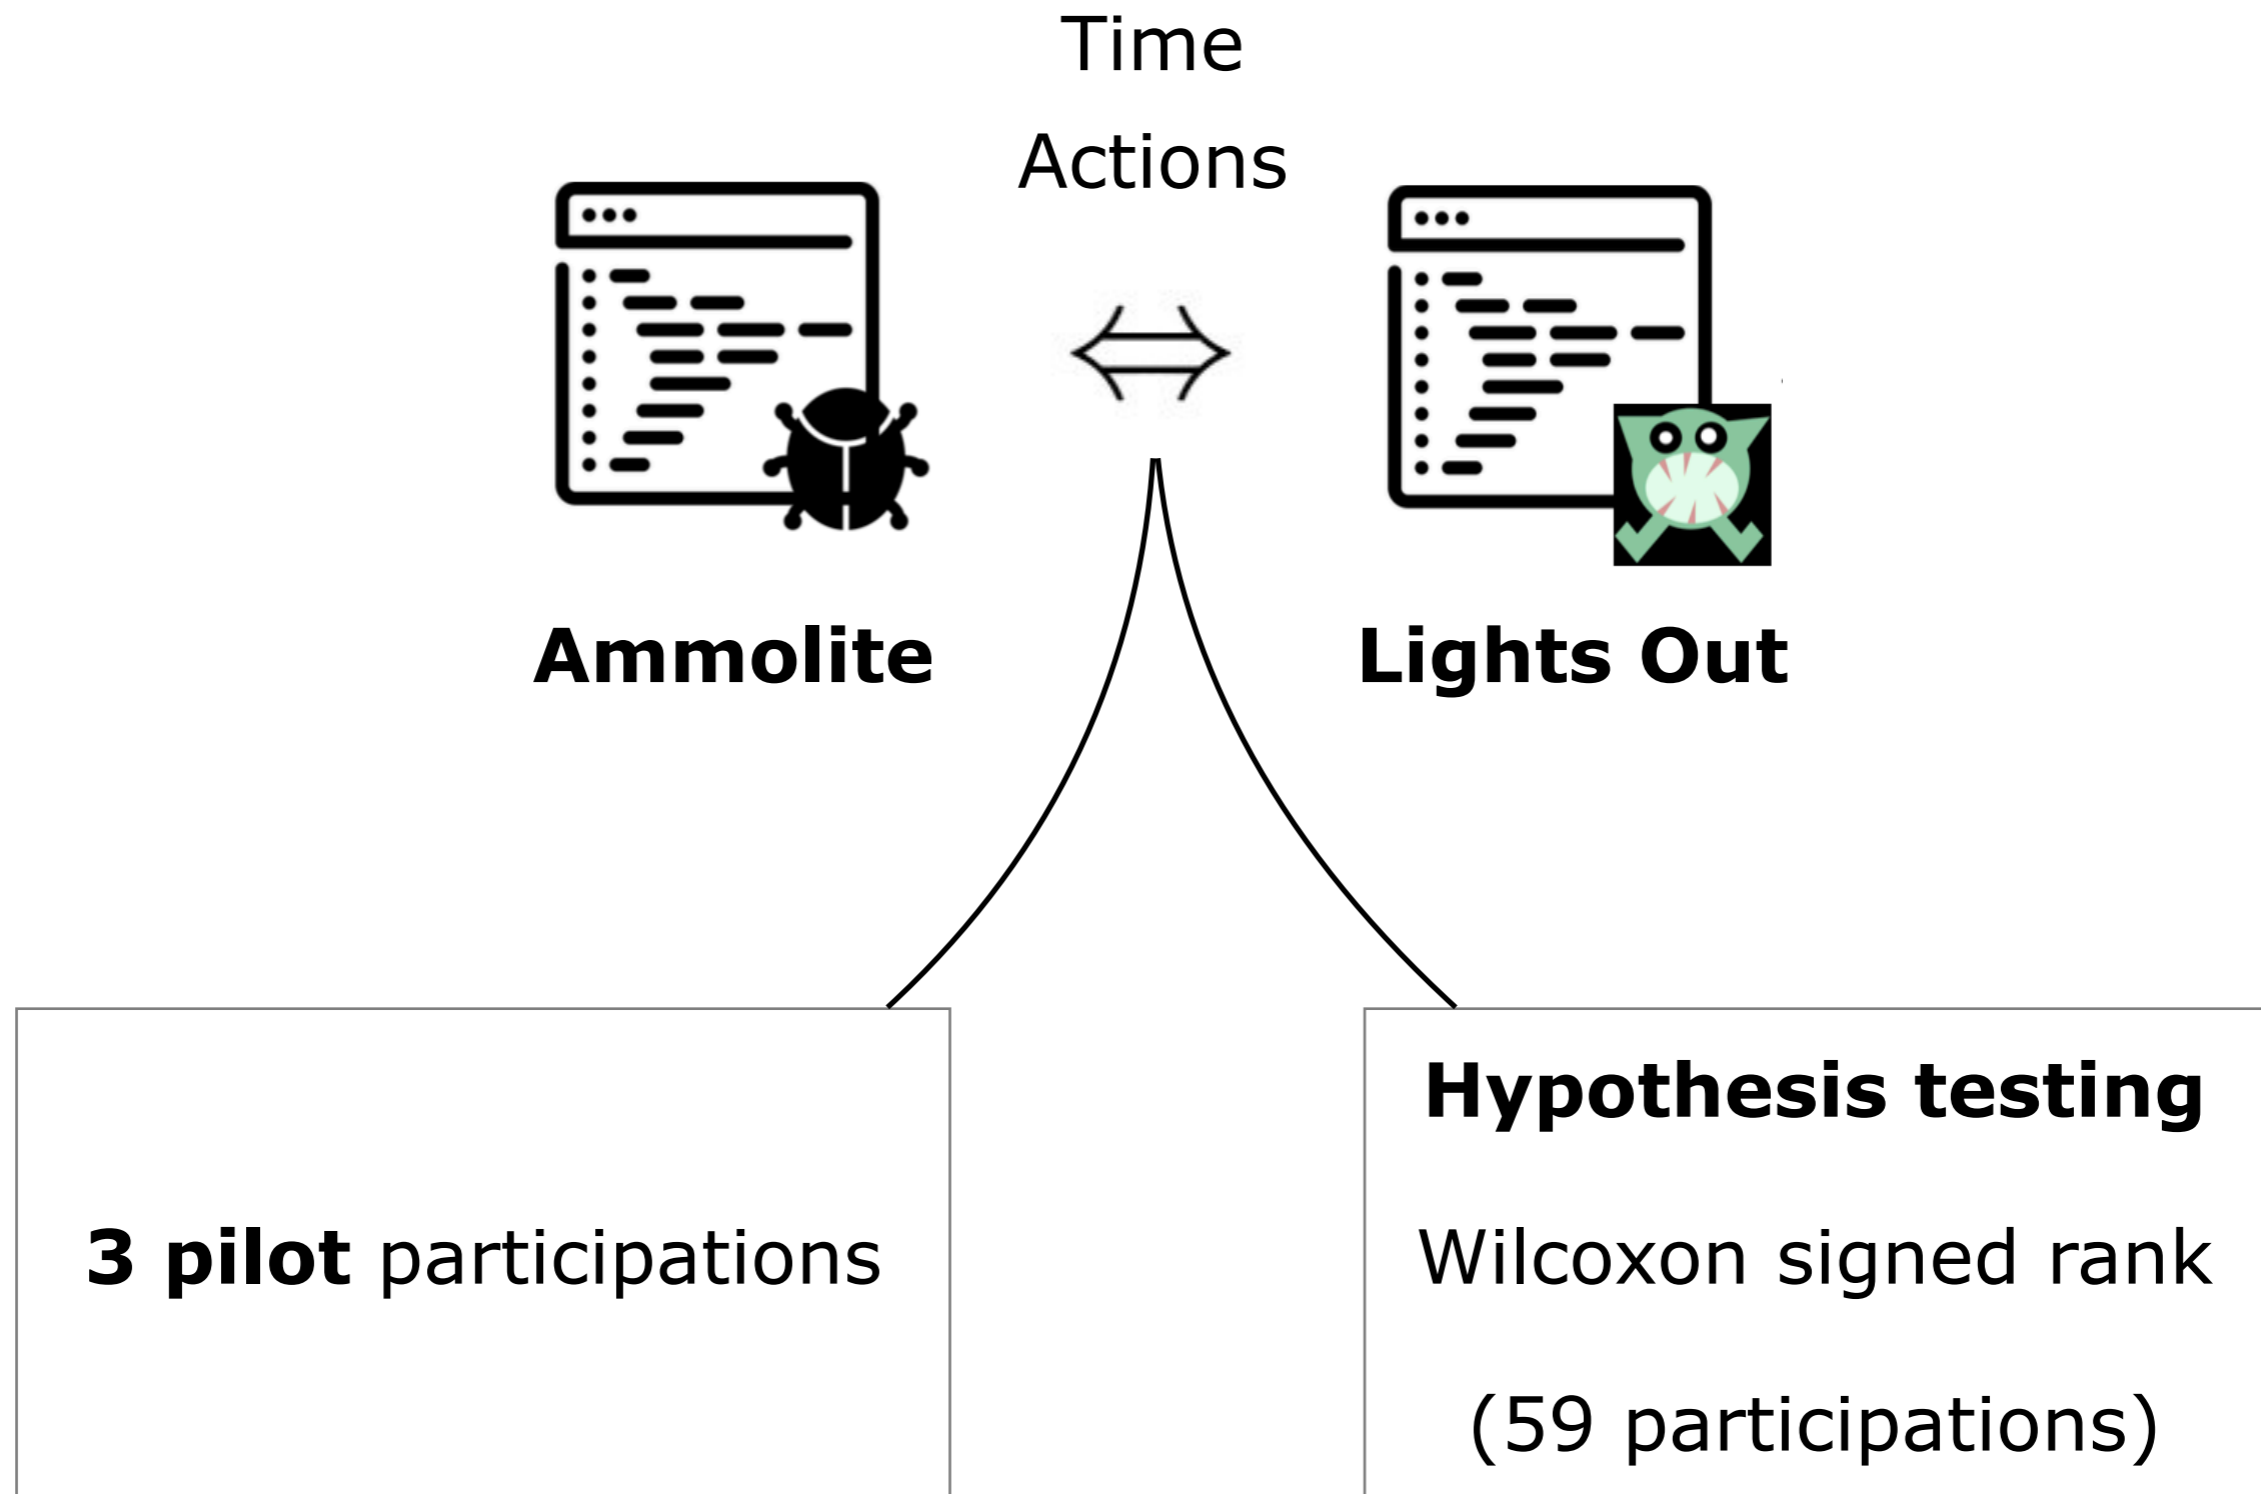 Time
Actions
Ammolite
Lights Out
3 pilot participations
Hypothesis testing
Wilcoxon signed rank
(59 participations)